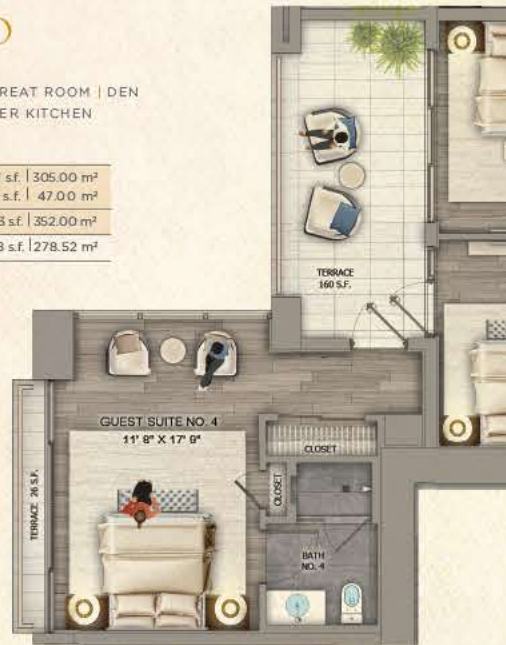 REAT ROOM | DEN
ER KITCHEN
s.f. | 305.00 m²
s.f. | 47.00 m²
s.f. | 352.00 m²
s.f. | 278.52 m²
TERRACE
160 S.F.
GUEST SUITE NO. 4
11' 8" X 17' 9"
CLOSET
CLOSET
TERRACE 26 S.F.
BATH
NO. 4